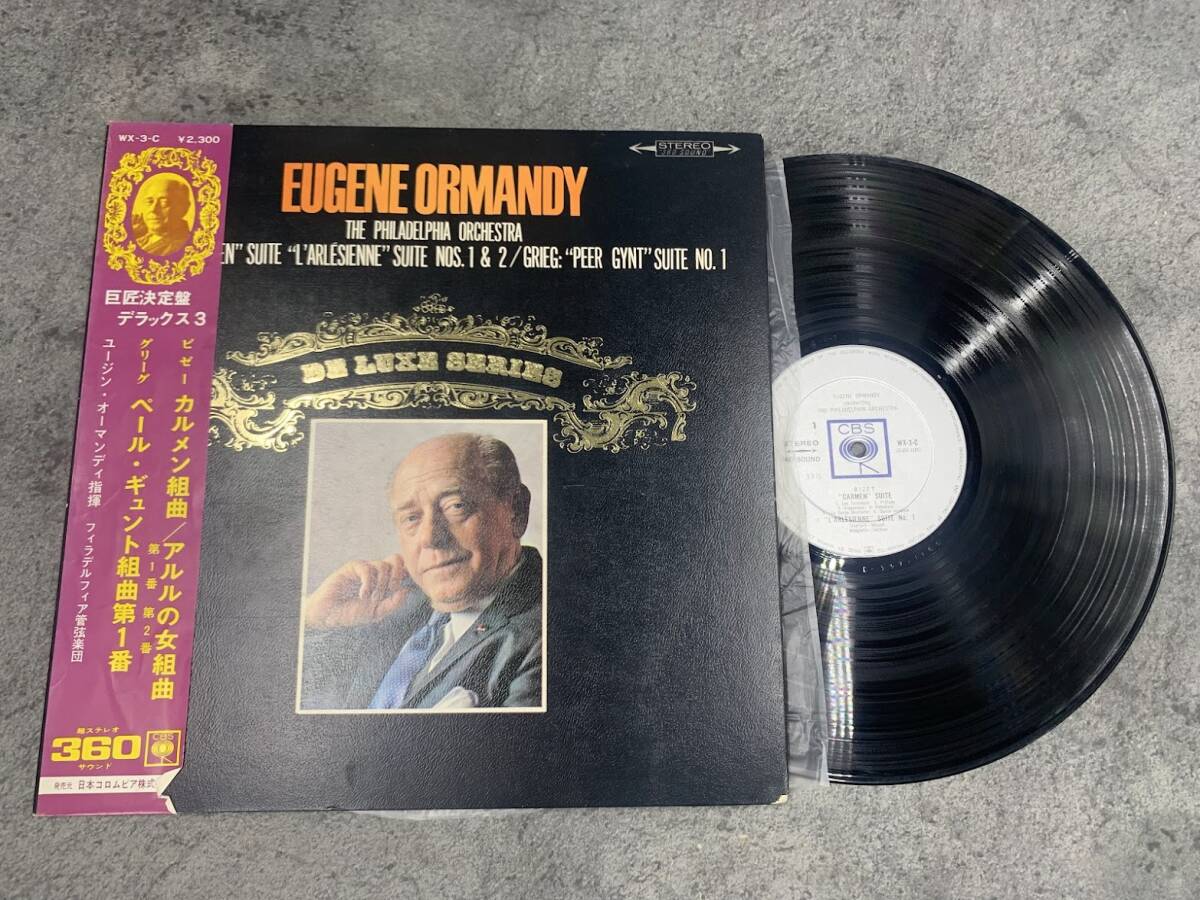 WX-3-C ¥2,300
巨匠決定盤
デラックス3
ビゼー カルメン組曲/アルルの女組曲 第1番 第2番
グリーグ ペール・ギュント組曲第1番
ユージン・オーマンディ指揮 フィラデルフィア管弦楽団
超ステレオ
360
サウンド
CBS
発売元 日本コロムビア株式
STEREO
"360 SOUND"
EUGENE ORMANDY
THE PHILADELPHIA ORCHESTRA
EN" SUITE "L'ARLÉSIENNE" SUITE NOS. 1 & 2/GRIEG: "PEER GYNT" SUITE NO. 1
DE LUXE SERIES
EUGENE ORMANDY
conducting
THE PHILADELPHIA ORCHESTRA
1
CBS
STEREO
WX-3-C
SOUND
BIZET
"CARMEN" SUITE
"L'ARLESIENNE" SUITE No. 1